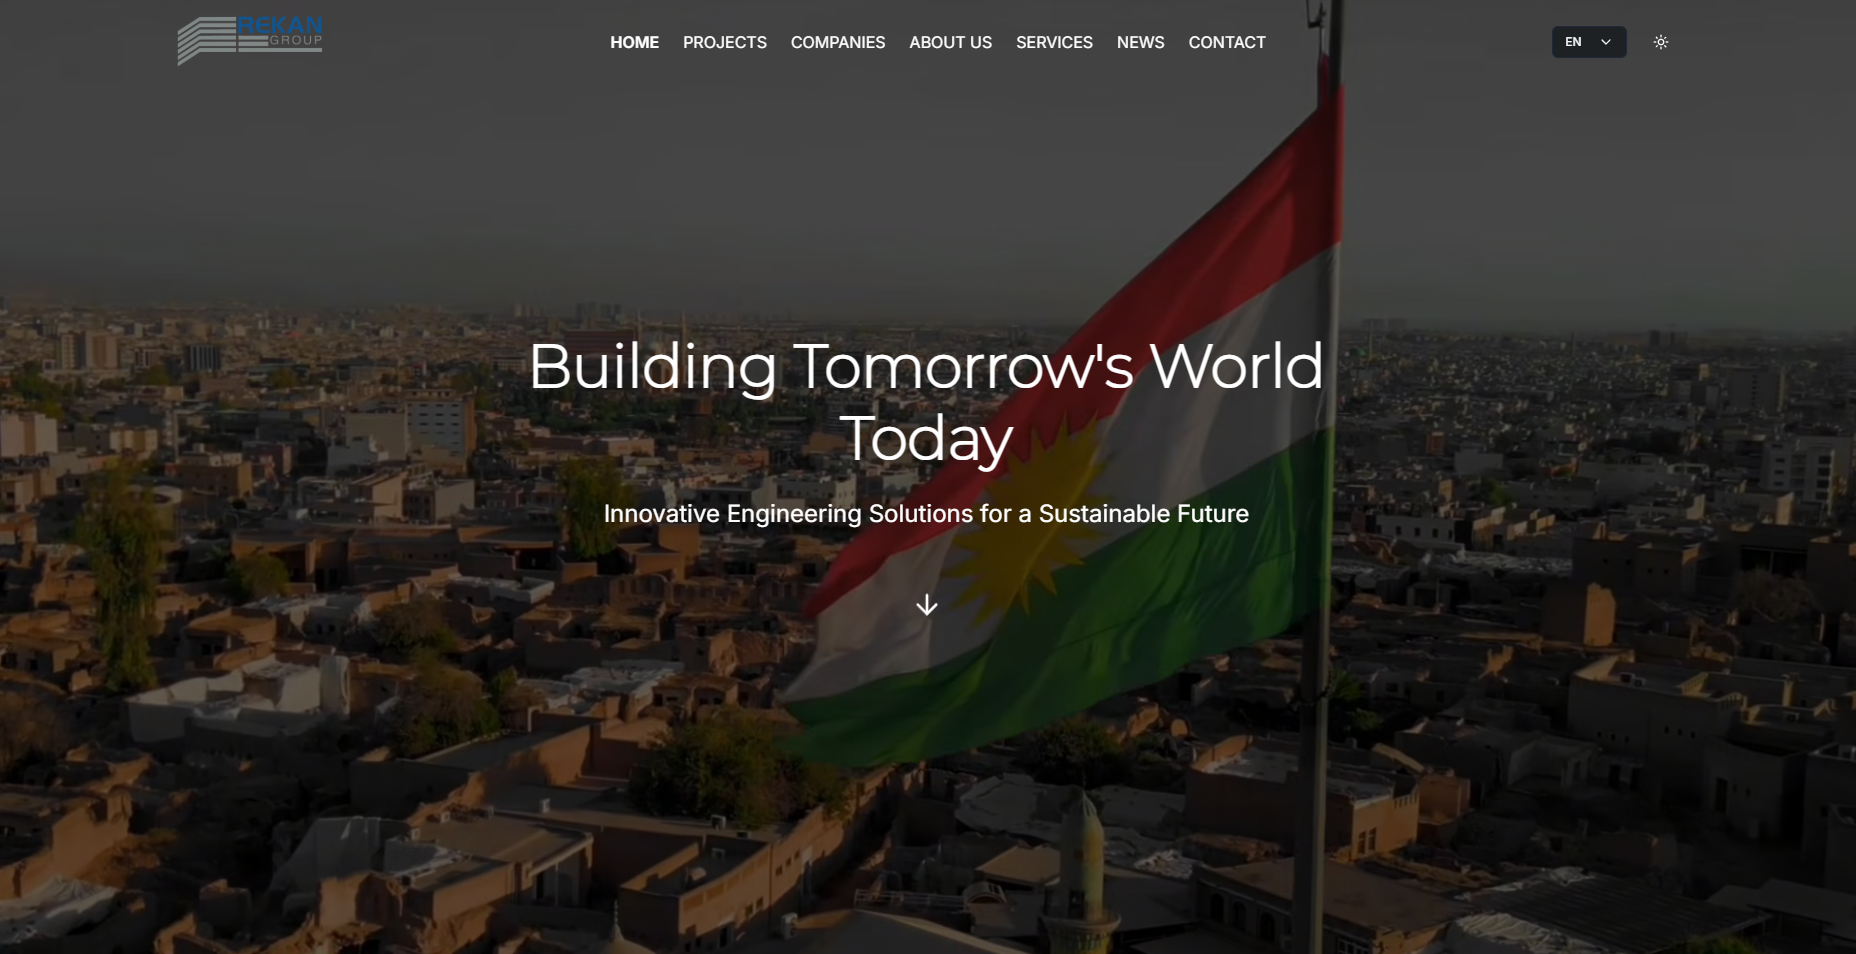 REKAN
GROUP
HOME PROJECTS COMPANIES ABOUT US SERVICES NEWS CONTACT
EN
Building Tomorrow's World
Today
Innovative Engineering Solutions for a Sustainable Future